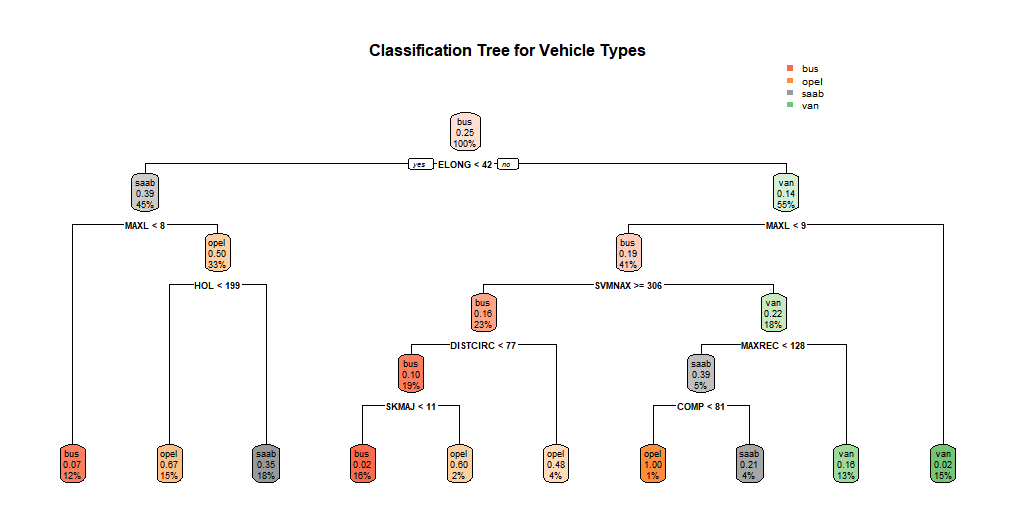 Classification Tree for Vehicle Types
bus
opel
saab
van
bus
0.25
100%
yes ELONG < 42 no
saab
0.39
45%
van
0.14
55%
MAXL < 8
MAXL < 9
opel
0.50
33%
bus
0.19
41%
HOL < 199
SVMNAX >= 306
bus
0.16
23%
van
0.22
18%
DISTCIRC < 77
MAXREC < 128
bus
0.10
19%
saab
0.39
5%
SKMAJ < 11
COMP < 81
bus
0.07
12%
opel
0.67
15%
saab
0.35
18%
bus
0.02
16%
opel
0.60
2%
opel
0.48
4%
opel
1.00
1%
saab
0.21
4%
van
0.16
13%
van
0.02
15%